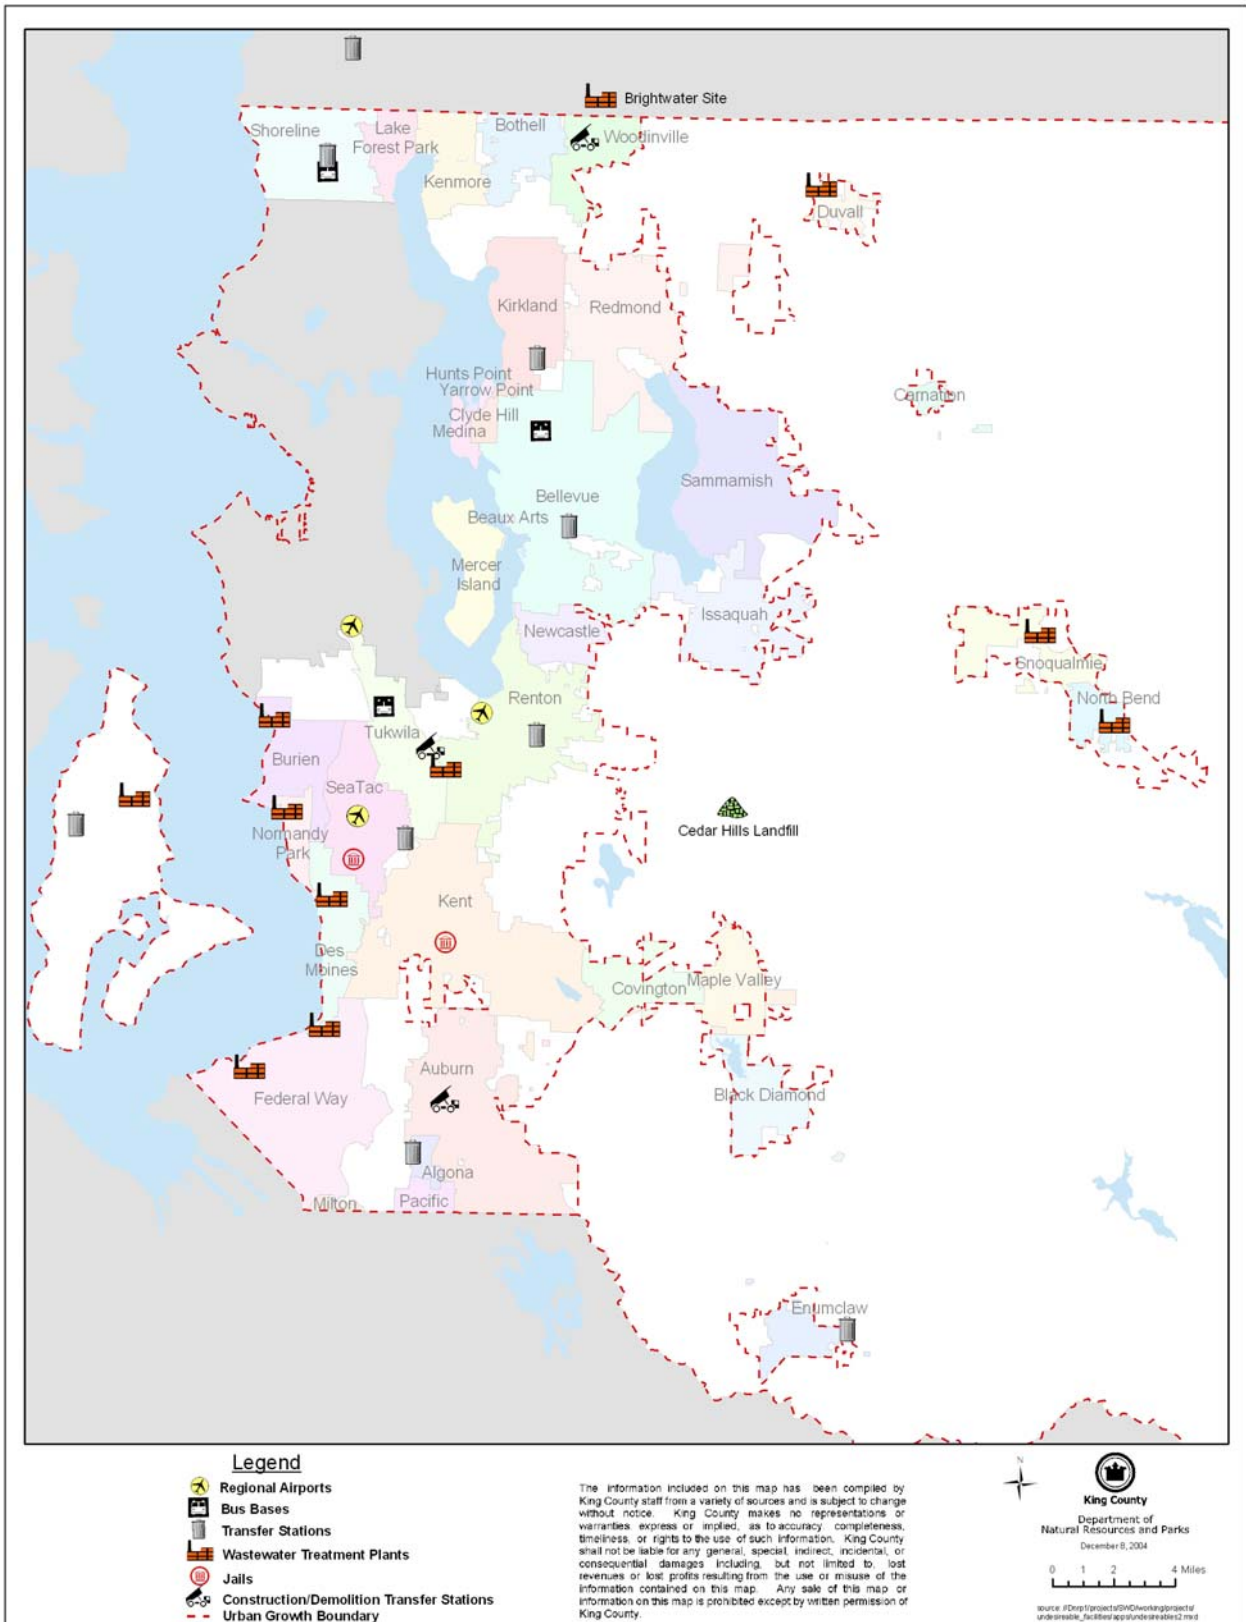 Brightwater Site
Shoreline
Lake
Forest Park
Bothell
Woodinville
Kenmore
Duvall
Kirkland
Redmond
Hunts Point
Yarrow Point
Clyde Hill
Medina
Carnation
Sammamish
Bellevue
Beaux Arts
Mercer
Island
Issaquah
Newcastle
Snoqualmie
North Bend
Renton
Tukwila
Burien
SeaTac
Normandy
Park
Cedar Hills Landfill
Kent
Des
Moines
Covington
Maple Valley
Auburn
Federal Way
Black Diamond
Algona
Milton
Pacific
Enumclaw
Legend
Regional Airports
Bus Bases
Transfer Stations
Wastewater Treatment Plants
Jails
Construction/Demolition Transfer Stations
Urban Growth Boundary
The information included on this map has been compiled by
King County staff from a variety of sources and is subject to change
without notice. King County makes no representations or
warranties, express or implied, as to accuracy, completeness,
timeliness, or rights to the use of such information. King County
shall not be liable for any general, special, indirect, incidental, or
consequential damages including, but not limited to, lost
revenues or lost profits resulting from the use or misuse of the
information contained on this map. Any sale of this map or
information on this map is prohibited except by written permission of
King County.
N
King County
Department of
Natural Resources and Parks
December 8, 2004
0 1 2 4 Miles